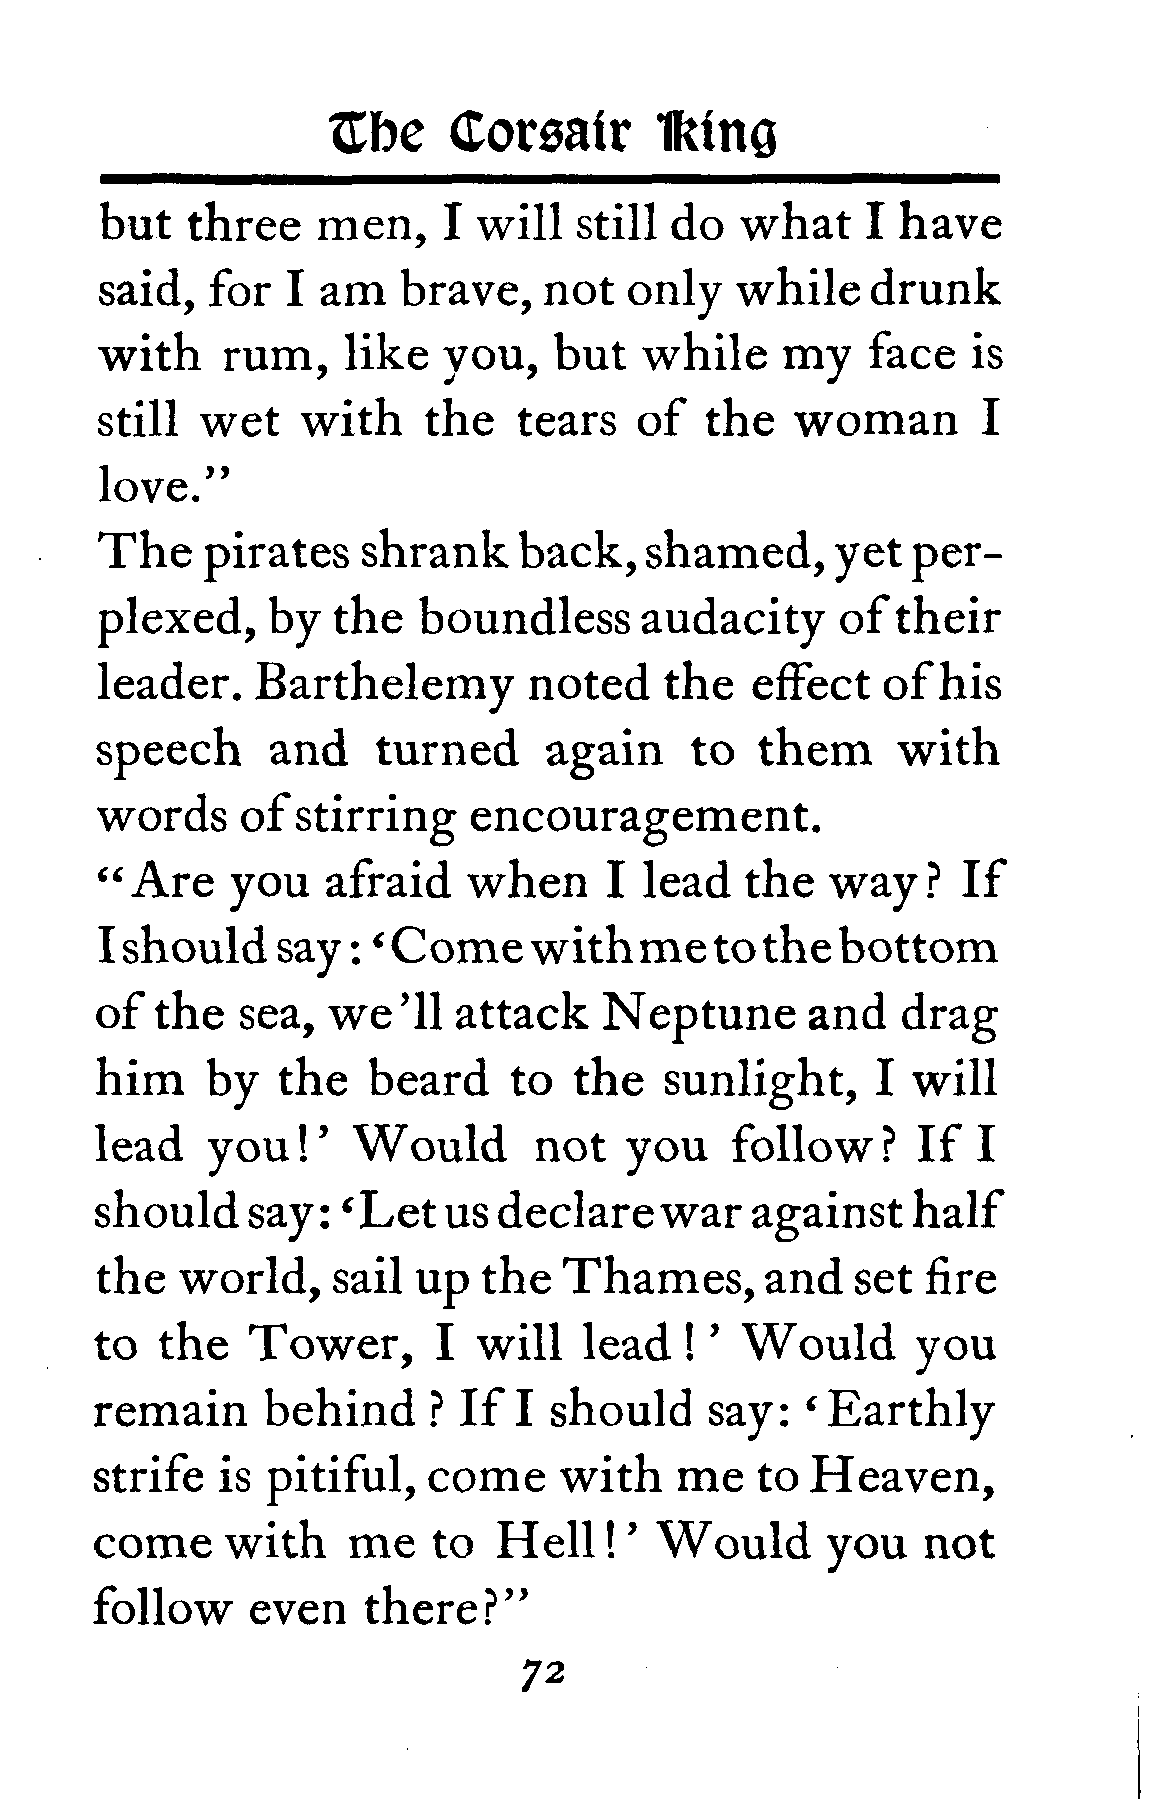 The Corsair King
but three men, I will still do what I have
said, for I am brave, not only while drunk
with rum, like you, but while my face is
still wet with the tears of the woman I
love."
The pirates shrank back, shamed, yet per-
plexed, by the boundless audacity of their
leader. Barthelemy noted the effect of his
speech and turned again to them with
words of stirring encouragement.
"Are you afraid when I lead the way? If
I should say: 'Come with me to the bottom
of the sea, we'll attack Neptune and drag
him by the beard to the sunlight, I will
lead you!' Would not you follow? If I
should say: 'Let us declare war against half
the world, sail up the Thames, and set fire
to the Tower, I will lead!' Would you
remain behind? If I should say: 'Earthly
strife is pitiful, come with me to Heaven,
come with me to Hell!' Would you not
follow even there?"
72